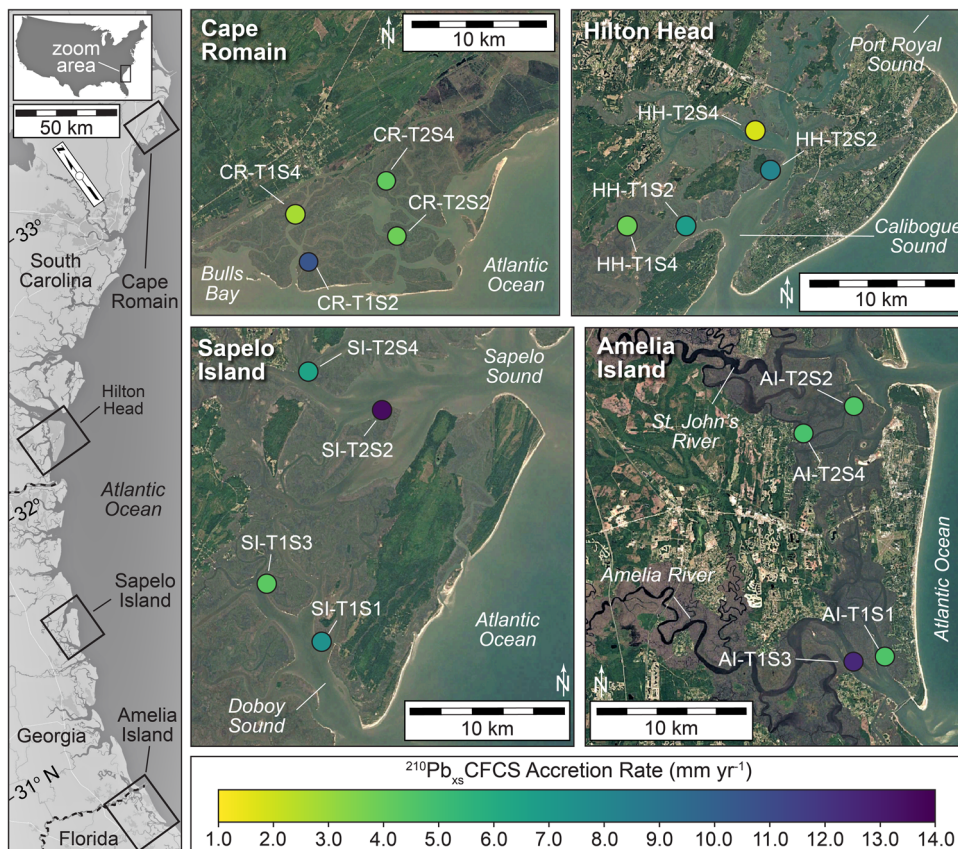 zoom
area
50 km
33°
South
Carolina
Cape
Romain
Hilton
Head
32°
Atlantic
Ocean
Sapelo
Island
Georgia
Amelia
Island
31° N
Florida
Cape
Romain
N
10 km
CR-T2S4
CR-T1S4
CR-T2S2
Bulls
Bay
CR-T1S2
Atlantic
Ocean
Hilton Head
Port Royal
Sound
HH-T2S4
HH-T2S2
HH-T1S2
HH-T1S4
Calibogue
Sound
N
10 km
Sapelo
Island
SI-T2S4
Sapelo
Sound
SI-T2S2
SI-T1S3
SI-T1S1
Atlantic
Ocean
Doboy
Sound
N
10 km
Amelia
Island
AI-T2S2
St. John's
River
AI-T2S4
Amelia River
AI-T1S1
AI-T1S3
Atlantic Ocean
N
10 km
²¹⁰Pbₓₛ CFCS Accretion Rate (mm yr⁻¹)
1.0 2.0 3.0 4.0 5.0 6.0 7.0 8.0 9.0 10.0 11.0 12.0 13.0 14.0